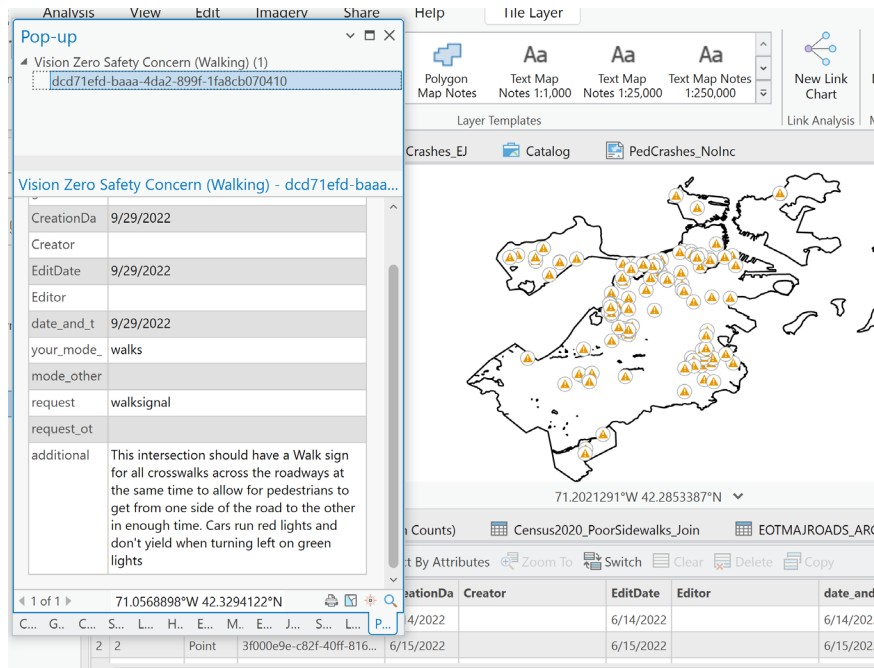 Analysis View Edit Imagery Share Help Tile Layer
Pop-up
Vision Zero Safety Concern (Walking) (1)
dcd71efd-baaa-4da2-899f-1fa8cb070410
Polygon Map Notes
Text Map Notes 1:1,000
Text Map Notes 1:25,000
Text Map Notes 1:250,000
Aa Aa Aa
New Link Chart
Layer Templates
Link Analysis
Crashes_EJ Catalog PedCrashes_NoInc
Vision Zero Safety Concern (Walking) - dcd71efd-baaa...
CreationDa 9/29/2022
Creator
EditDate 9/29/2022
Editor
date_and_t 9/29/2022
your_mode_ walks
mode_other
request walksignal
request_ot
additional This intersection should have a Walk sign
for all crosswalks across the roadways at
the same time to allow for pedestrians to
get from one side of the road to the other
in enough time. Cars run red lights and
don't yield when turning left on green
lights
1 of 1 71.0568898°W 42.3294122°N
C... G.. C... S... L... H.. E... M.. E... J... S... L... P...
71.2021291°W 42.2853387°N
Counts) Census2020_PoorSidewalks_Join EOTMAJROADS_ARC
By Attributes Zoom To Switch Clear Delete Copy
eationDa Creator EditDate Editor date_and
14/2022 6/14/2022 6/14/202
2 2 Point 3f000e9e-c82f-40ff-816... 6/15/2022 6/15/2022 6/15/202